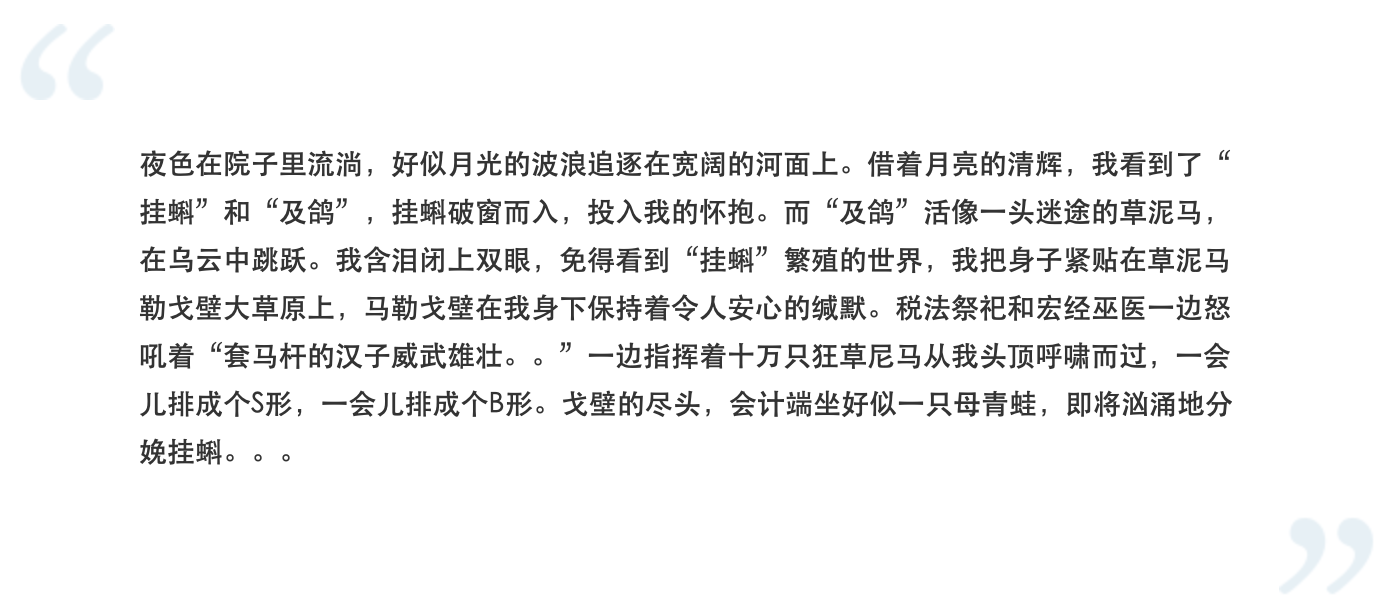 夜色在院子里流淌，好似月光的波浪追逐在宽阔的河面上。借着月亮的清辉，我看到了“
挂蝌”和“及鸽”，挂蝌破窗而入，投入我的怀抱。而“及鸽”活像一头迷途的草泥马，
在乌云中跳跃。我含泪闭上双眼，免得看到“挂蝌”繁殖的世界，我把身子紧贴在草泥马
勒戈壁大草原上，马勒戈壁在我身下保持着令人安心的缄默。税法祭祀和宏经巫医一边怒
吼着“套马杆的汉子威武雄壮。。”一边指挥着十万只狂草尼马从我头顶呼啸而过，一会
儿排成个S形，一会儿排成个B形。戈壁的尽头，会计端坐好似一只母青蛙，即将汹涌地分
娩挂蝌。。。